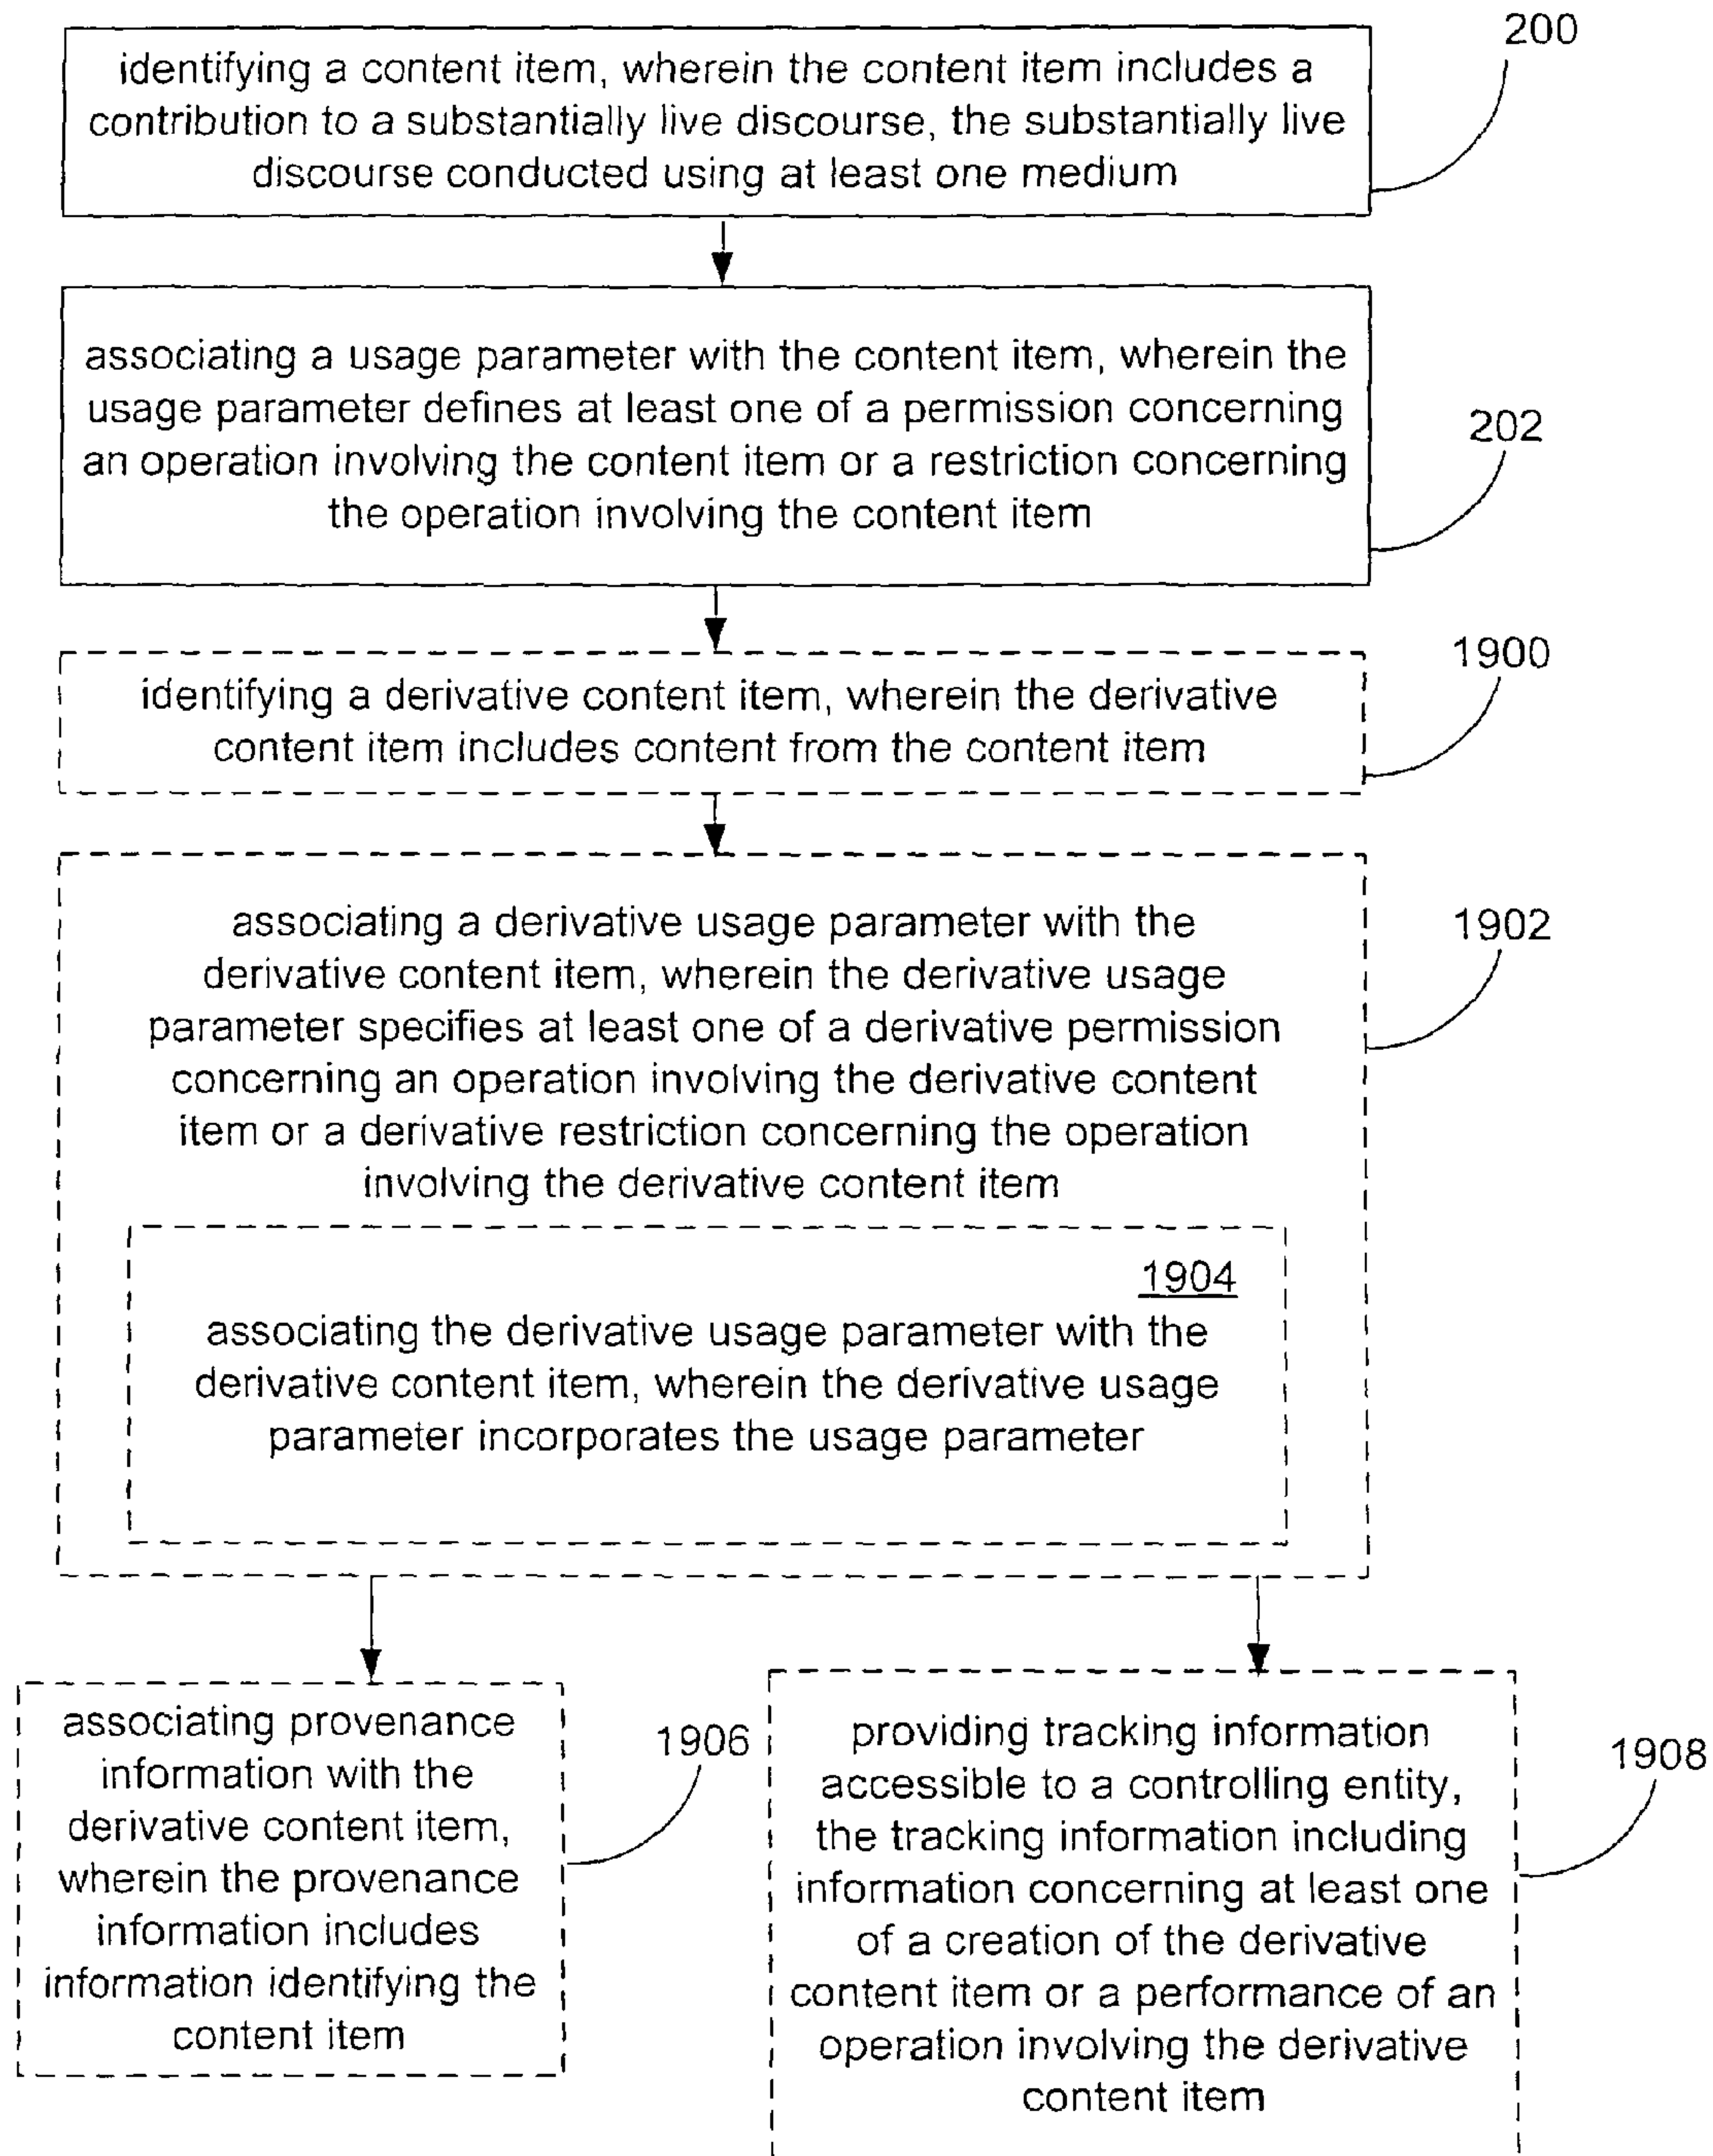 200
identifying a content item, wherein the content item includes a
contribution to a substantially live discourse, the substantially live
discourse conducted using at least one medium
202
associating a usage parameter with the content item, wherein the
usage parameter defines at least one of a permission concerning
an operation involving the content item or a restriction concerning
the operation involving the content item
1900
identifying a derivative content item, wherein the derivative
content item includes content from the content item
1902
associating a derivative usage parameter with the
derivative content item, wherein the derivative usage
parameter specifies at least one of a derivative permission
concerning an operation involving the derivative content
item or a derivative restriction concerning the operation
involving the derivative content item
1904
associating the derivative usage parameter with the
derivative content item, wherein the derivative usage
parameter incorporates the usage parameter
1906
associating provenance
information with the
derivative content item,
wherein the provenance
information includes
information identifying the
content item
1908
providing tracking information
accessible to a controlling entity,
the tracking information including
information concerning at least one
of a creation of the derivative
content item or a performance of an
operation involving the derivative
content item